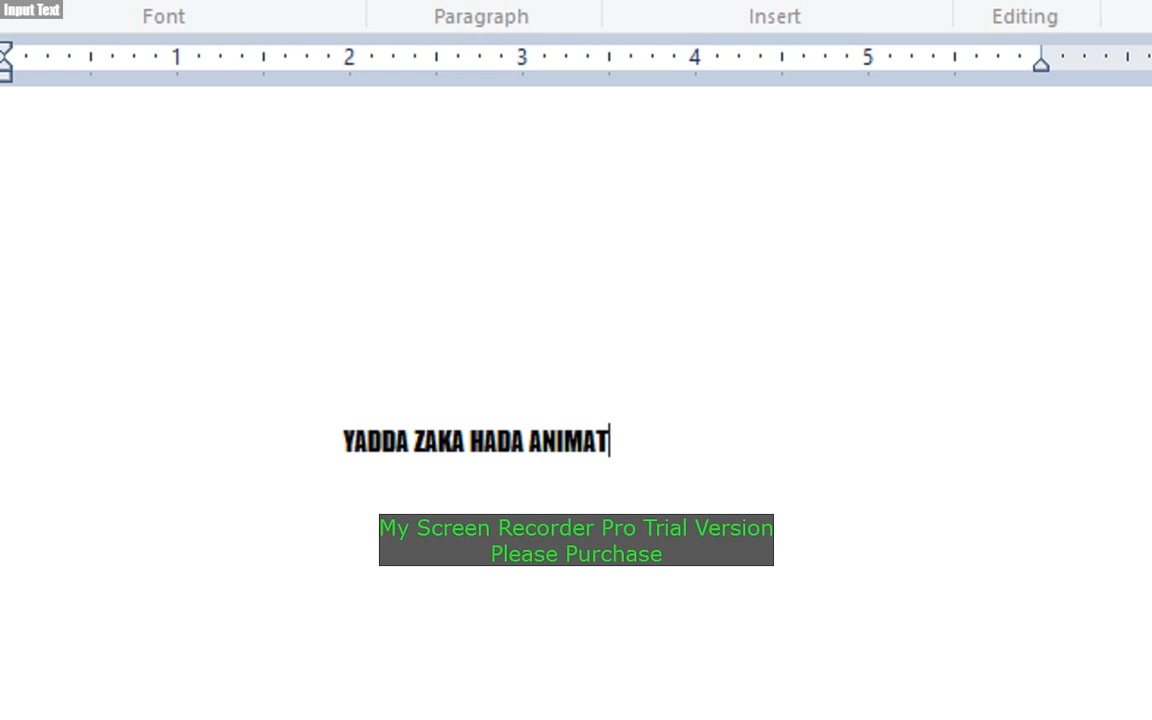 Input Text
Font Paragraph Insert Editing
1 2 3 4 5
YADDA ZAKA HADA ANIMAT
My Screen Recorder Pro Trial Version
Please Purchase